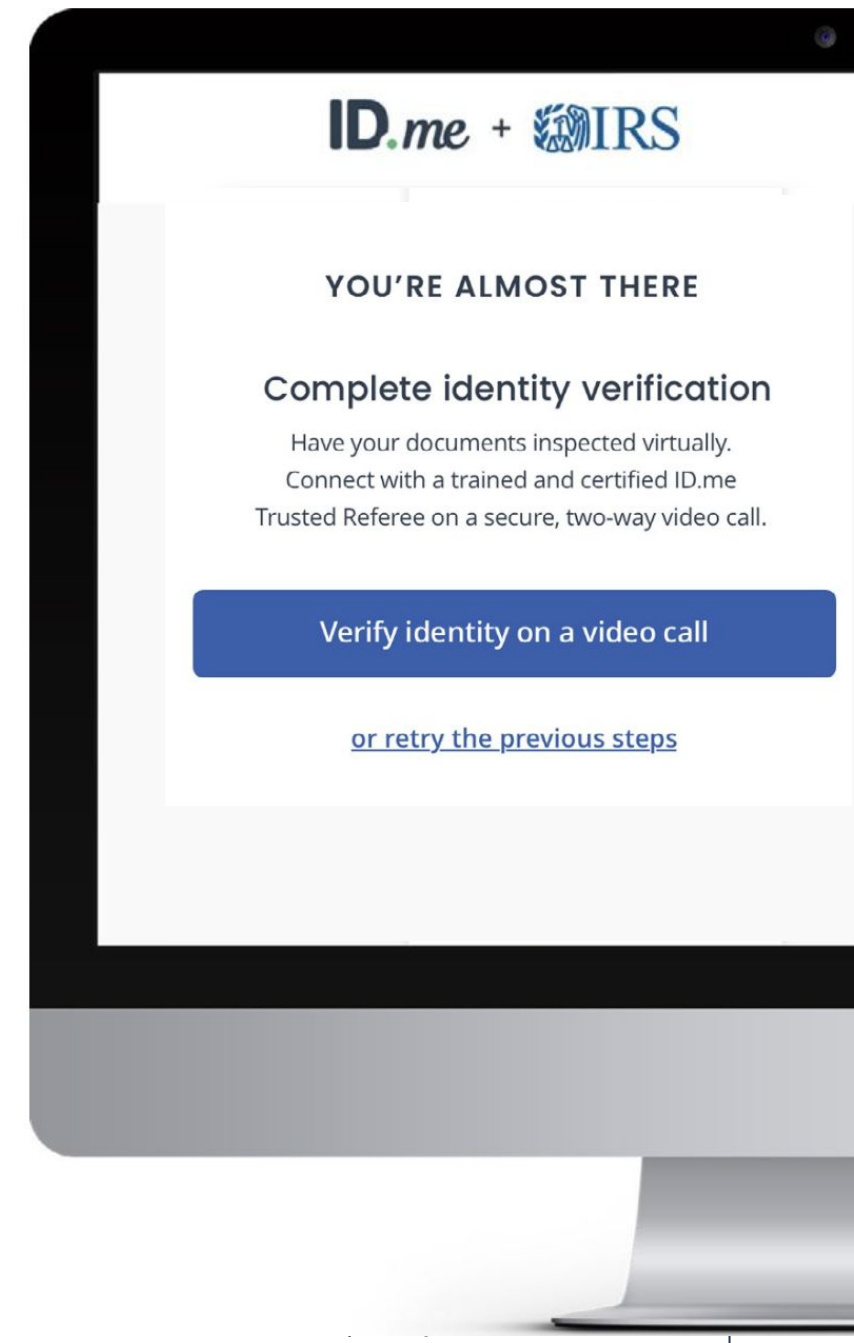 ID.me + IRS
YOU'RE ALMOST THERE
Complete identity verification
Have your documents inspected virtually.
Connect with a trained and certified ID.me
Trusted Referee on a secure, two-way video call.
Verify identity on a video call
or retry the previous steps